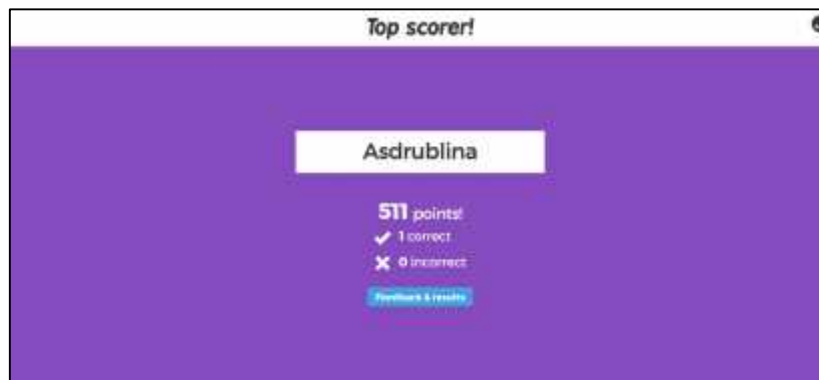 Top scorer!
Asdrublina
511 points!
1 correct
0 incorrect
Feedback & results